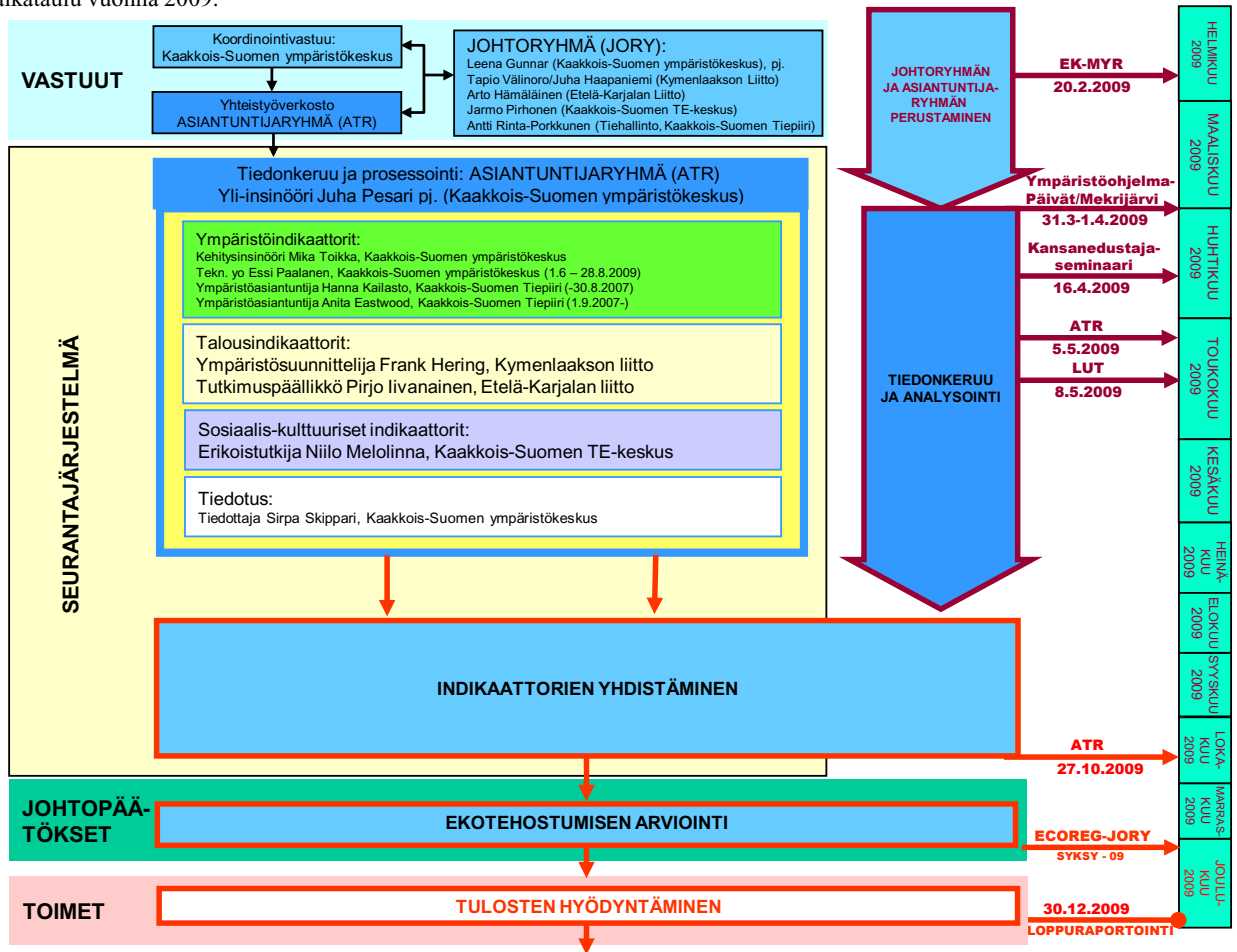 aikataulu vuonna 2009.
VASTUUT
Koordinointivastuu:
Kaakkois-Suomen ympäristökeskus
Yhteistyöverkosto
ASIANTUNTIJARYHMÄ (ATR)
JOHTORYHMÄ (JORY):
Leena Gunnar (Kaakkois-Suomen ympäristökeskus), pj.
Tapio Välinoro/Juha Haapaniemi (Kymenlaakson Liitto)
Arto Hämäläinen (Etelä-Karjalan Liitto)
Jarmo Pirhonen (Kaakkois-Suomen TE-keskus)
Antti Rinta-Porkkunen (Tiehallinto, Kaakkois-Suomen Tiepiiri)
SEURANTAJÄRJESTELMÄ
Tiedonkeruu ja prosessointi: ASIANTUNTIJARYHMÄ (ATR)
Yli-insinööri Juha Pesari pj. (Kaakkois-Suomen ympäristökeskus)
Ympäristöindikaattorit:
Kehitysinsinööri Mika Toikka, Kaakkois-Suomen ympäristökeskus
Tekn. yo Essi Paalanen, Kaakkois-Suomen ympäristökeskus (1.6 – 28.8.2009)
Ympäristöasiantuntija Hanna Kailasto, Kaakkois-Suomen Tiepiiri (-30.8.2007)
Ympäristöasiantuntija Anita Eastwood, Kaakkois-Suomen Tiepiiri (1.9.2007-)
Talousindikaattorit:
Ympäristösuunnittelija Frank Hering, Kymenlaakson liitto
Tutkimuspäällikkö Pirjo Iivanainen, Etelä-Karjalan liitto
Sosiaalis-kulttuuriset indikaattorit:
Erikoistutkija Niilo Melolinna, Kaakkois-Suomen TE-keskus
Tiedotus:
Tiedottaja Sirpa Skippari, Kaakkois-Suomen ympäristökeskus
INDIKAATTORIEN YHDISTÄMINEN
JOHTOPÄÄ-
TÖKSET
EKOTEHOSTUMISEN ARVIOINTI
TOIMET
TULOSTEN HYÖDYNTÄMINEN
JOHTORYHMÄN
JA ASIANTUNTIJA-
RYHMÄN
PERUSTAMINEN
TIEDONKERUU
JA ANALYSOINTI
EK-MYR
20.2.2009
Ympäristöohjelma-
Päivät/Mekrijärvi
31.3-1.4.2009
Kansanedustaja-
seminaari
16.4.2009
ATR
5.5.2009
LUT
8.5.2009
ATR
27.10.2009
ECOREG-JORY
SYKSY - 09
30.12.2009
LOPPURAPORTOINTI
HELMIKUU
2009
MAALISKUU
2009
HUHTIKUU
2009
TOUKOKUU
2009
KESÄKUU
2009
HEINÄ-
KUU
2009
ELOKUU
2009
SYYSKUU
2009
LOKA-
KUU
2009
MARRAS-
KUU
2009
JOULU-
KUU
2009